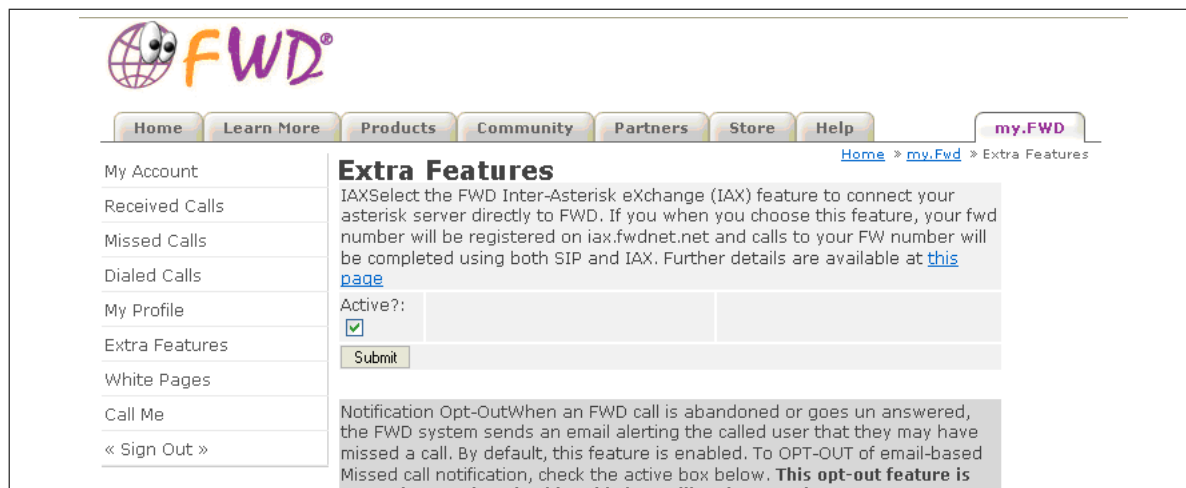 FWD®
Home Learn More Products Community Partners Store Help my.FWD
Home » my.Fwd » Extra Features
My Account
Received Calls
Missed Calls
Dialed Calls
My Profile
Extra Features
White Pages
Call Me
« Sign Out »
Extra Features
IAXSelect the FWD Inter-Asterisk eXchange (IAX) feature to connect your
asterisk server directly to FWD. If you when you choose this feature, your fwd
number will be registered on iax.fwdnet.net and calls to your FW number will
be completed using both SIP and IAX. Further details are available at this
page
Active?:
Submit
Notification Opt-OutWhen an FWD call is abandoned or goes un answered,
the FWD system sends an email alerting the called user that they may have
missed a call. By default, this feature is enabled. To OPT-OUT of email-based
Missed call notification, check the active box below. This opt-out feature is